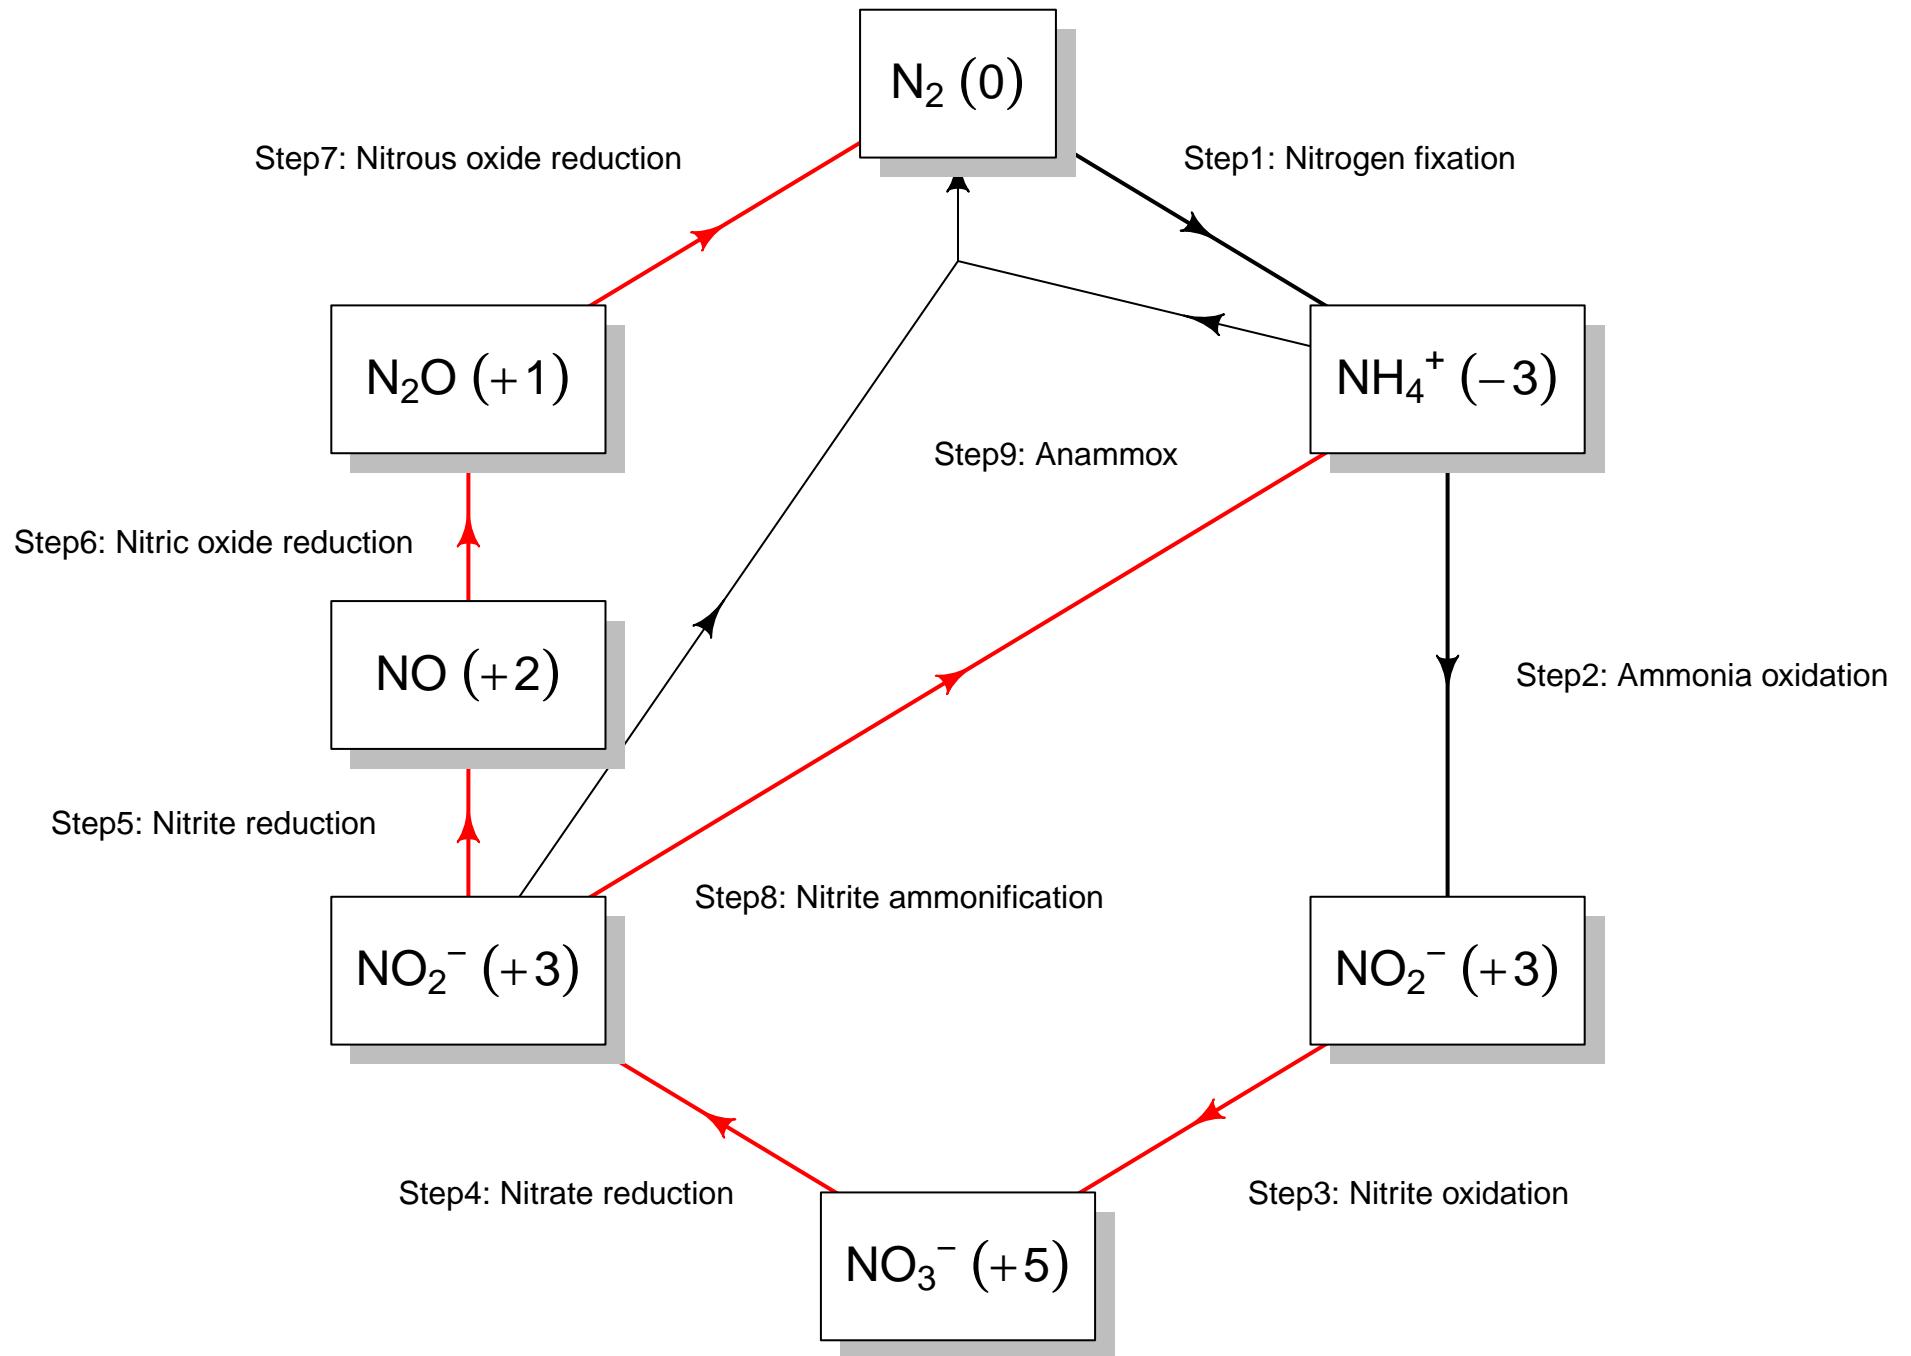 N₂ (0)
Step7: Nitrous oxide reduction
Step1: Nitrogen fixation
N₂O (+1)
NH₄⁺ (−3)
Step9: Anammox
Step6: Nitric oxide reduction
NO (+2)
Step2: Ammonia oxidation
Step5: Nitrite reduction
Step8: Nitrite ammonification
NO₂⁻ (+3)
NO₂⁻ (+3)
Step4: Nitrate reduction
Step3: Nitrite oxidation
NO₃⁻ (+5)